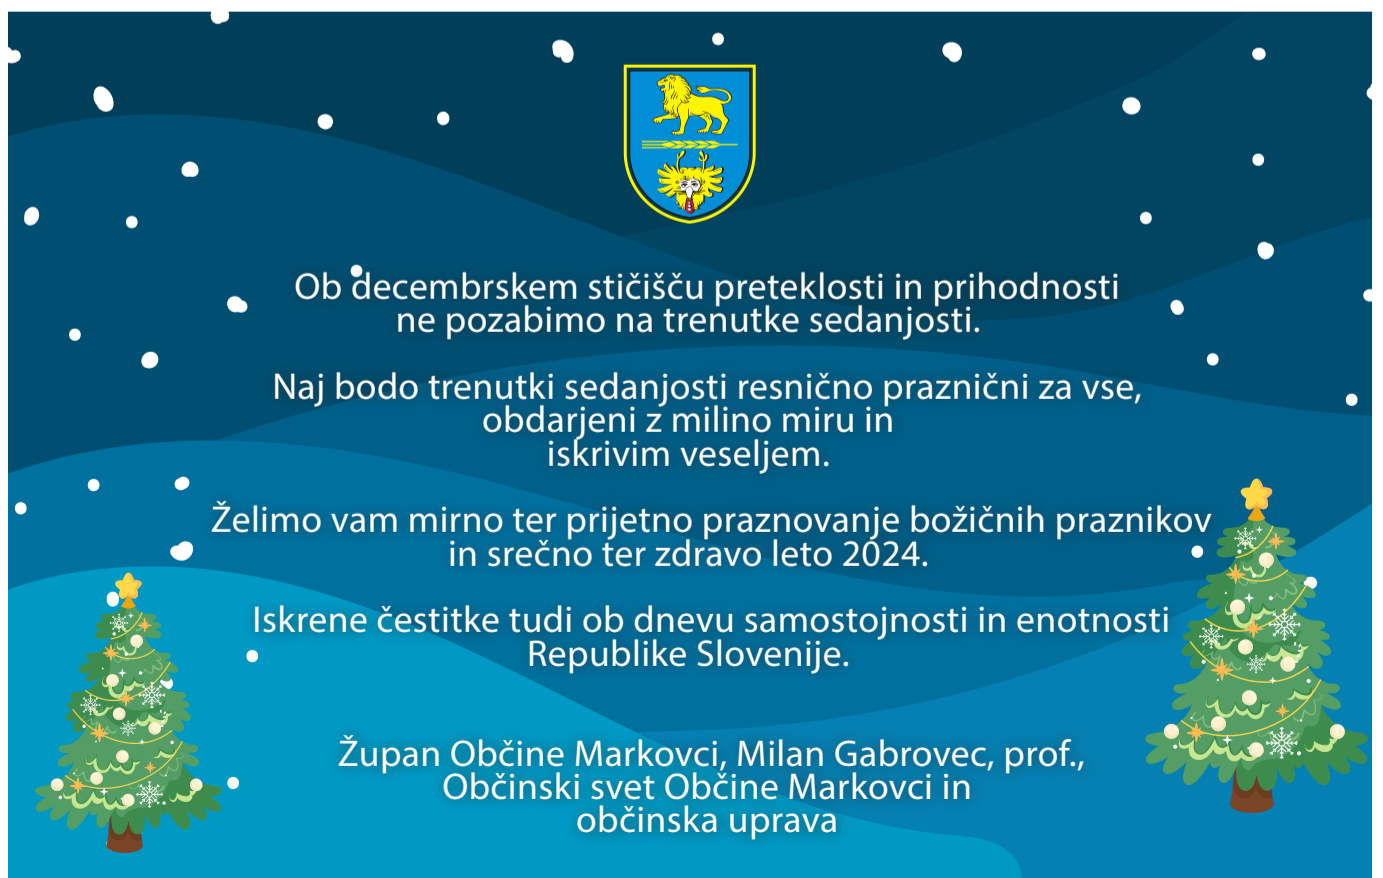 Ob decembrskem stičišču preteklosti in prihodnosti
ne pozabimo na trenutke sedanjosti.
Naj bodo trenutki sedanjosti resnično praznični za vse,
obdarjeni z milino miru in
iskrivim veseljem.
Želimo vam mirno ter prijetno praznovanje božičnih praznikov
in srečno ter zdravo leto 2024.
Iskrene čestitke tudi ob dnevu samostojnosti in enotnosti
Republike Slovenije.
Župan Občine Markovci, Milan Gabrovec, prof.,
Občinski svet Občine Markovci in
občinska uprava